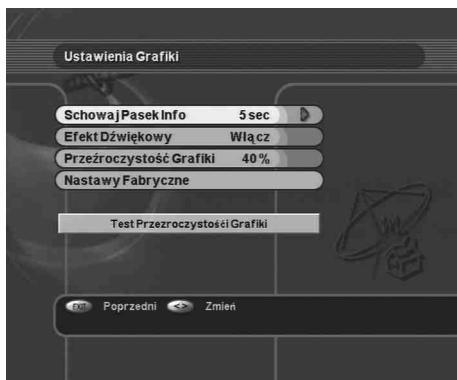 Ustawienia Grafiki
Schowaj Pasek Info 5 sec
Efekt Dźwiękowy Włącz
Przeźroczystość Grafiki 40%
Nastawy Fabryczne
Test Przezroczystośći Grafiki
EXIT Poprzedni <> Zmień